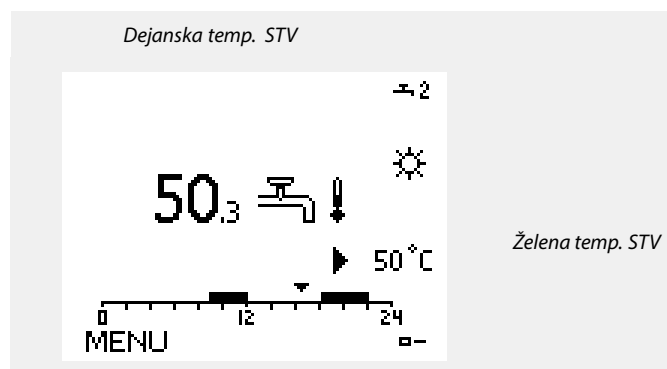 Dejanska temp. STV
2
50.3
50°C
Želena temp. STV
0 12 24
MENU